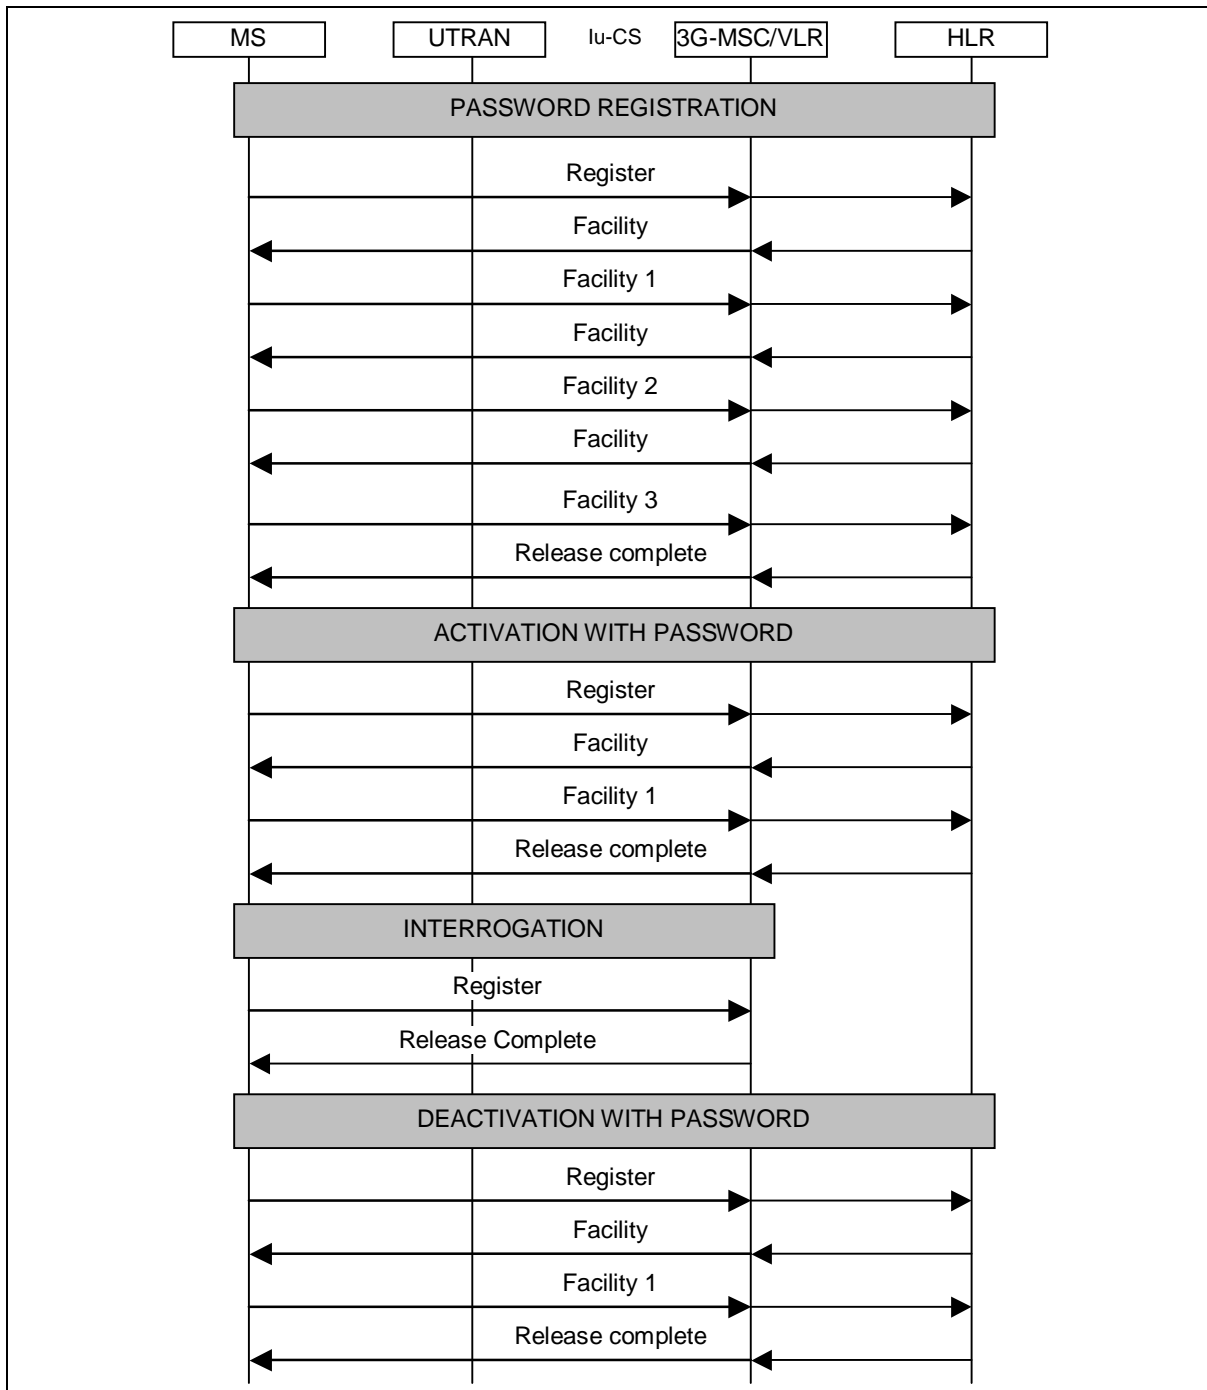 MS UTRAN Iu-CS 3G-MSC/VLR HLR
PASSWORD REGISTRATION
Register
Facility
Facility 1
Facility
Facility 2
Facility
Facility 3
Release complete
ACTIVATION WITH PASSWORD
Register
Facility
Facility 1
Release complete
INTERROGATION
Register
Release Complete
DEACTIVATION WITH PASSWORD
Register
Facility
Facility 1
Release complete